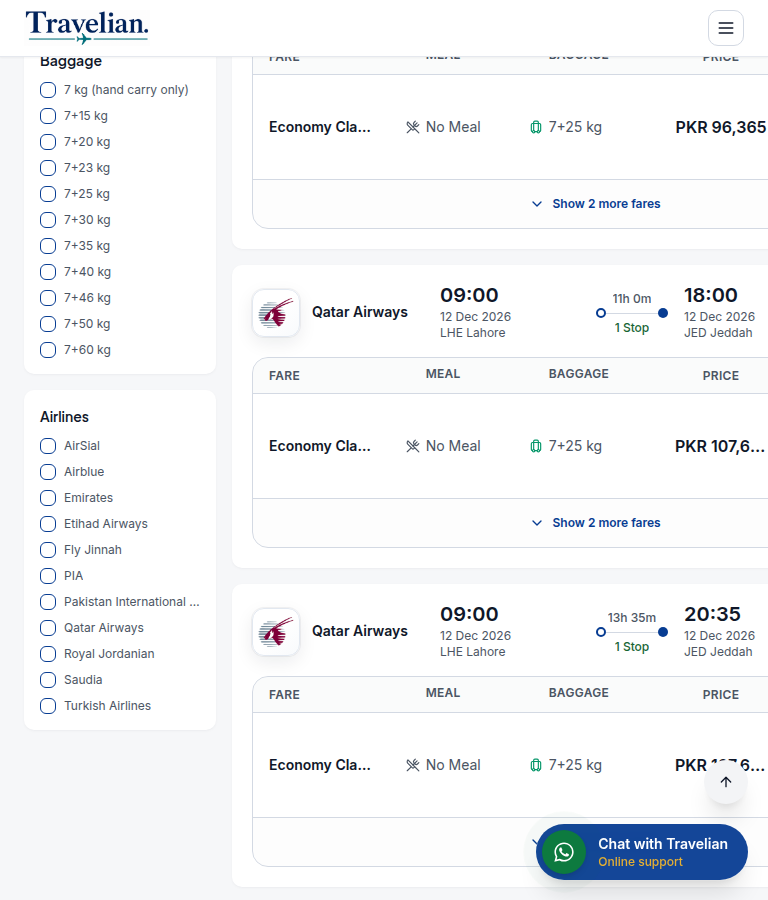 Travelian.
Baggage
7 kg (hand carry only)
7+15 kg
7+20 kg
7+23 kg
7+25 kg
7+30 kg
7+35 kg
7+40 kg
7+46 kg
7+50 kg
7+60 kg
Airlines
AirSial
Airblue
Emirates
Etihad Airways
Fly Jinnah
PIA
Pakistan International ...
Qatar Airways
Royal Jordanian
Saudia
Turkish Airlines
FARE MEAL BAGGAGE PRICE
Economy Cla... No Meal 7+25 kg PKR 96,365
Show 2 more fares
Qatar Airways
09:00
12 Dec 2026
LHE Lahore
11h 0m
1 Stop
18:00
12 Dec 2026
JED Jeddah
FARE MEAL BAGGAGE PRICE
Economy Cla... No Meal 7+25 kg PKR 107,6...
Show 2 more fares
Qatar Airways
09:00
12 Dec 2026
LHE Lahore
13h 35m
1 Stop
20:35
12 Dec 2026
JED Jeddah
FARE MEAL BAGGAGE PRICE
Economy Cla... No Meal 7+25 kg PKR
Chat with Travelian
Online support